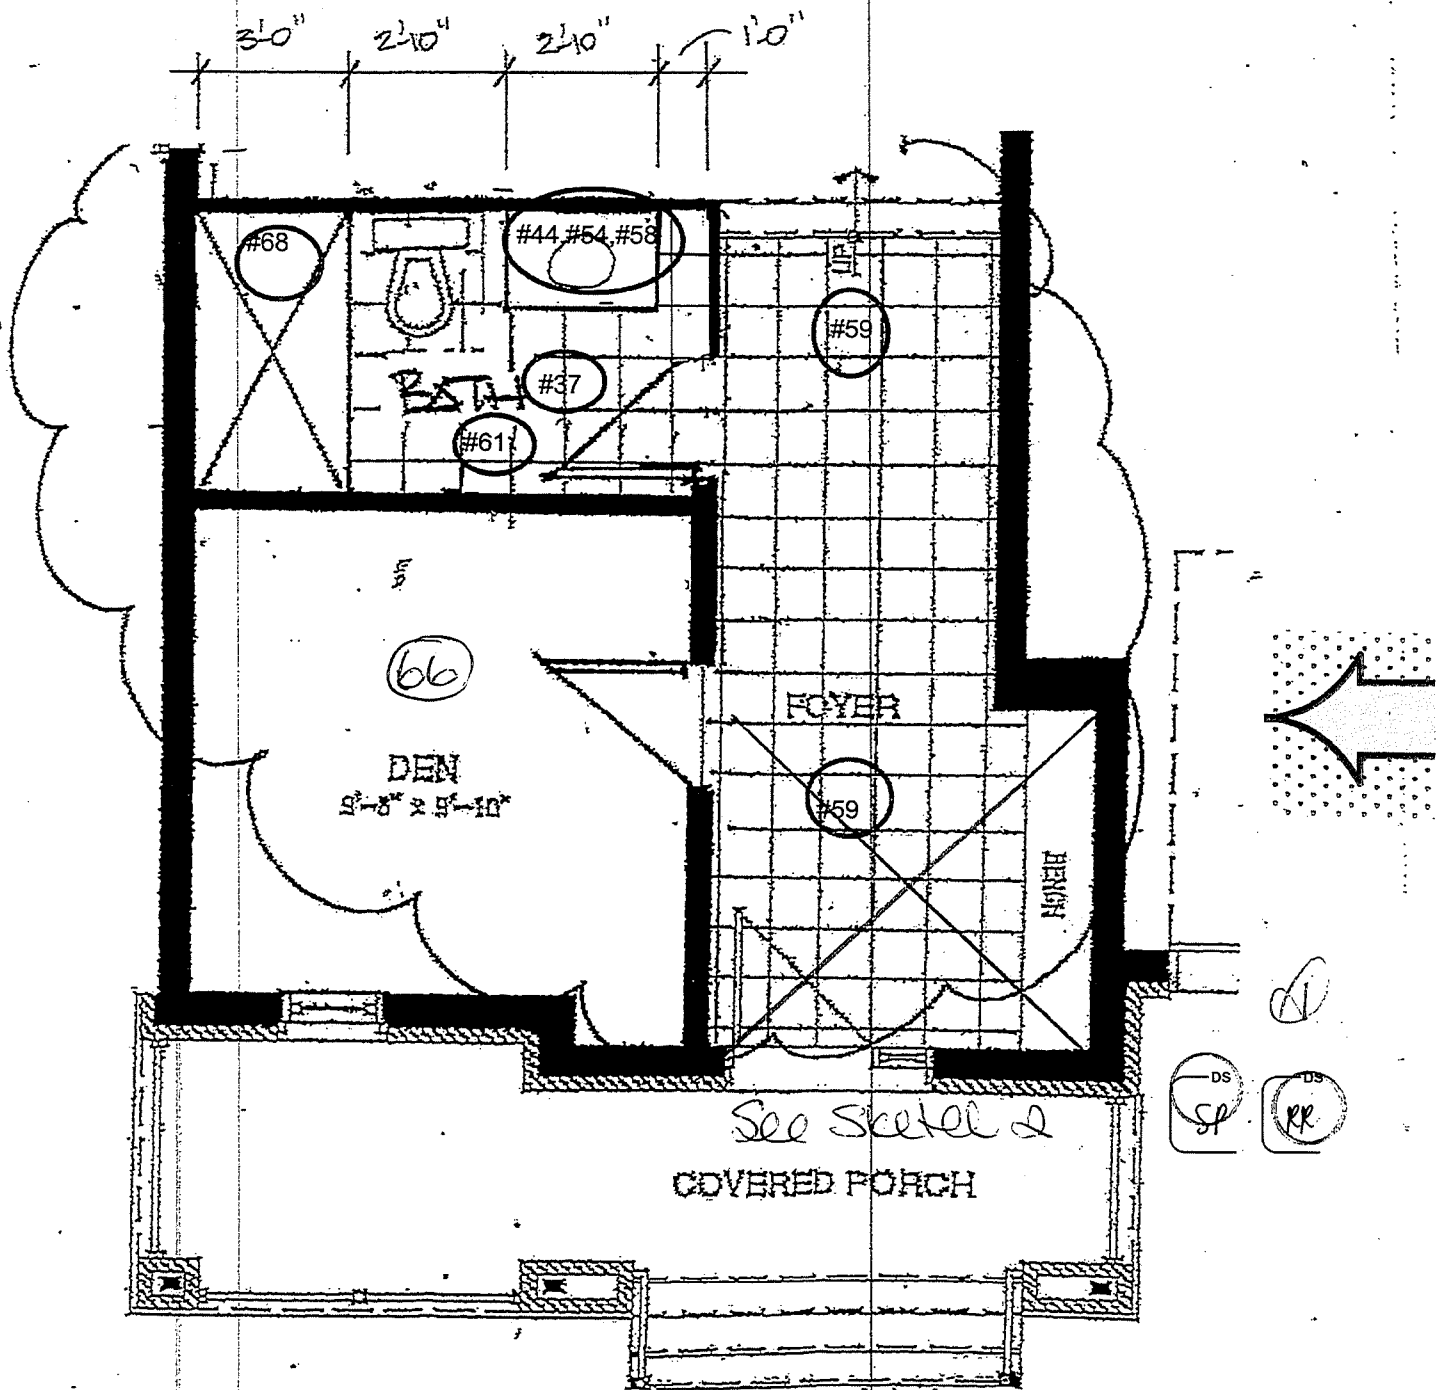 3'-0" 2'-10" 2'-10" 1'-0"
#68
#44,#54,#58
UP
#59
BATH
#37
#61
66
FOYER
DEN
#59
BENCH
See Sketch 2
DS
SP
DS
RR
COVERED PORCH